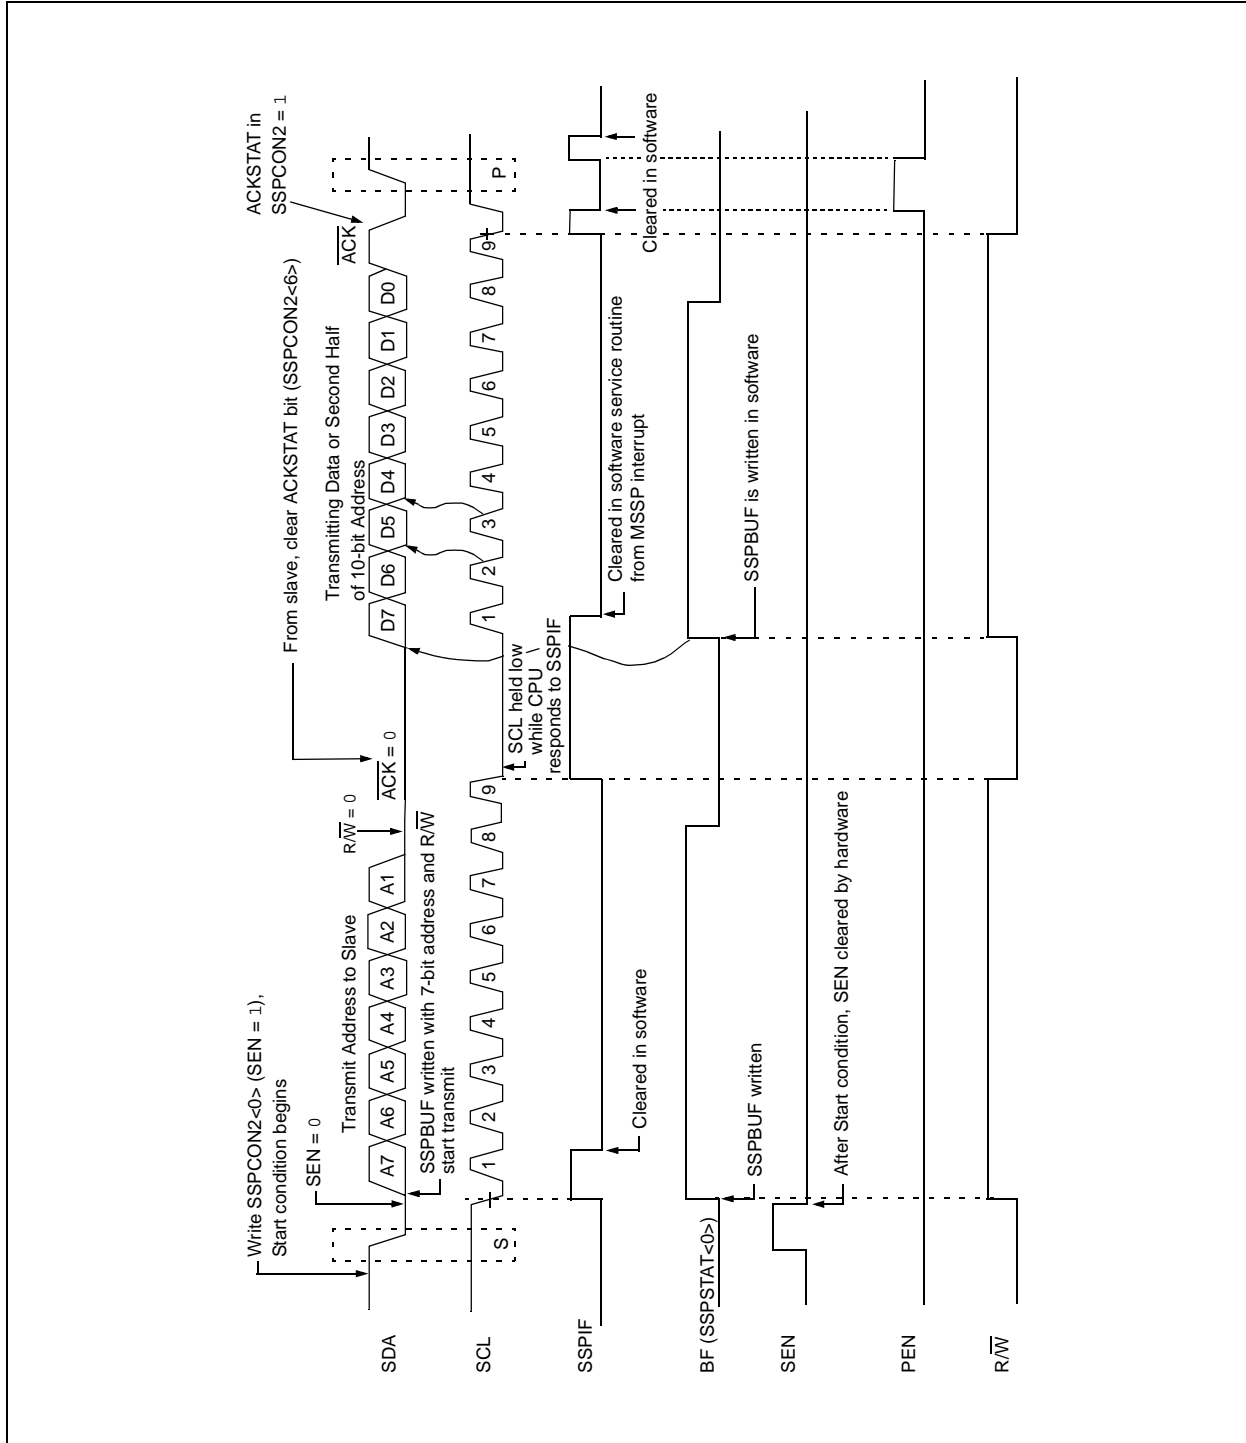 Write SSPCON2<0> (SEN = 1),
Start condition begins
SEN = 0
Transmit Address to Slave
R/W = 0
From slave, clear ACKSTAT bit (SSPCON2<6>)
Transmitting Data or Second Half
of 10-bit Address
ACKSTAT in
SSPCON2 = 1
SDA
A7 A6 A5 A4 A3 A2 A1
ACK = 0
D7 D6 D5 D4 D3 D2 D1 D0
ACK
SSPBUF written with 7-bit address and R/W
start transmit
SCL
S
1 2 3 4 5 6 7 8 9
1 2 3 4 5 6 7 8 9
P
SCL held low
while CPU
responds to SSPIF
SSPIF
Cleared in software
Cleared in software service routine
from MSSP interrupt
Cleared in software
BF (SSPSTAT<0>)
SSPBUF written
SSPBUF is written in software
SEN
After Start condition, SEN cleared by hardware
PEN
R/W